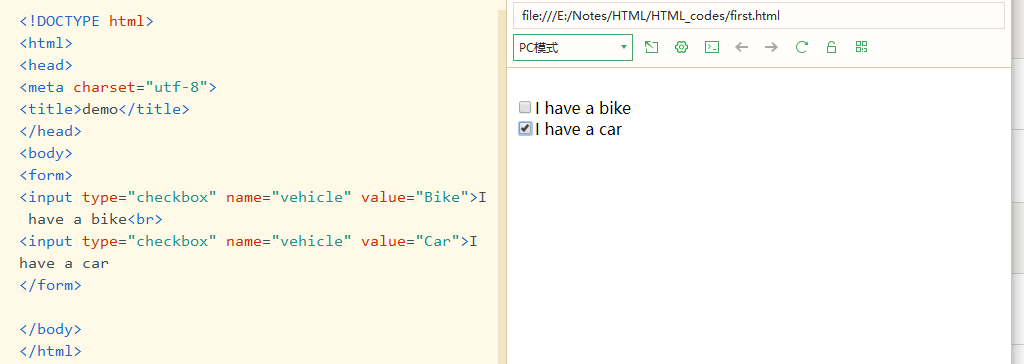 <!DOCTYPE html>
<html>
<head>
<meta charset="utf-8">
<title>demo</title>
</head>
<body>
<form>
<input type="checkbox" name="vehicle" value="Bike">I
have a bike<br>
<input type="checkbox" name="vehicle" value="Car">I
have a car
</form>
</body>
</html>
file:///E:/Notes/HTML/HTML_codes/first.html
PC模式
I have a bike
I have a car